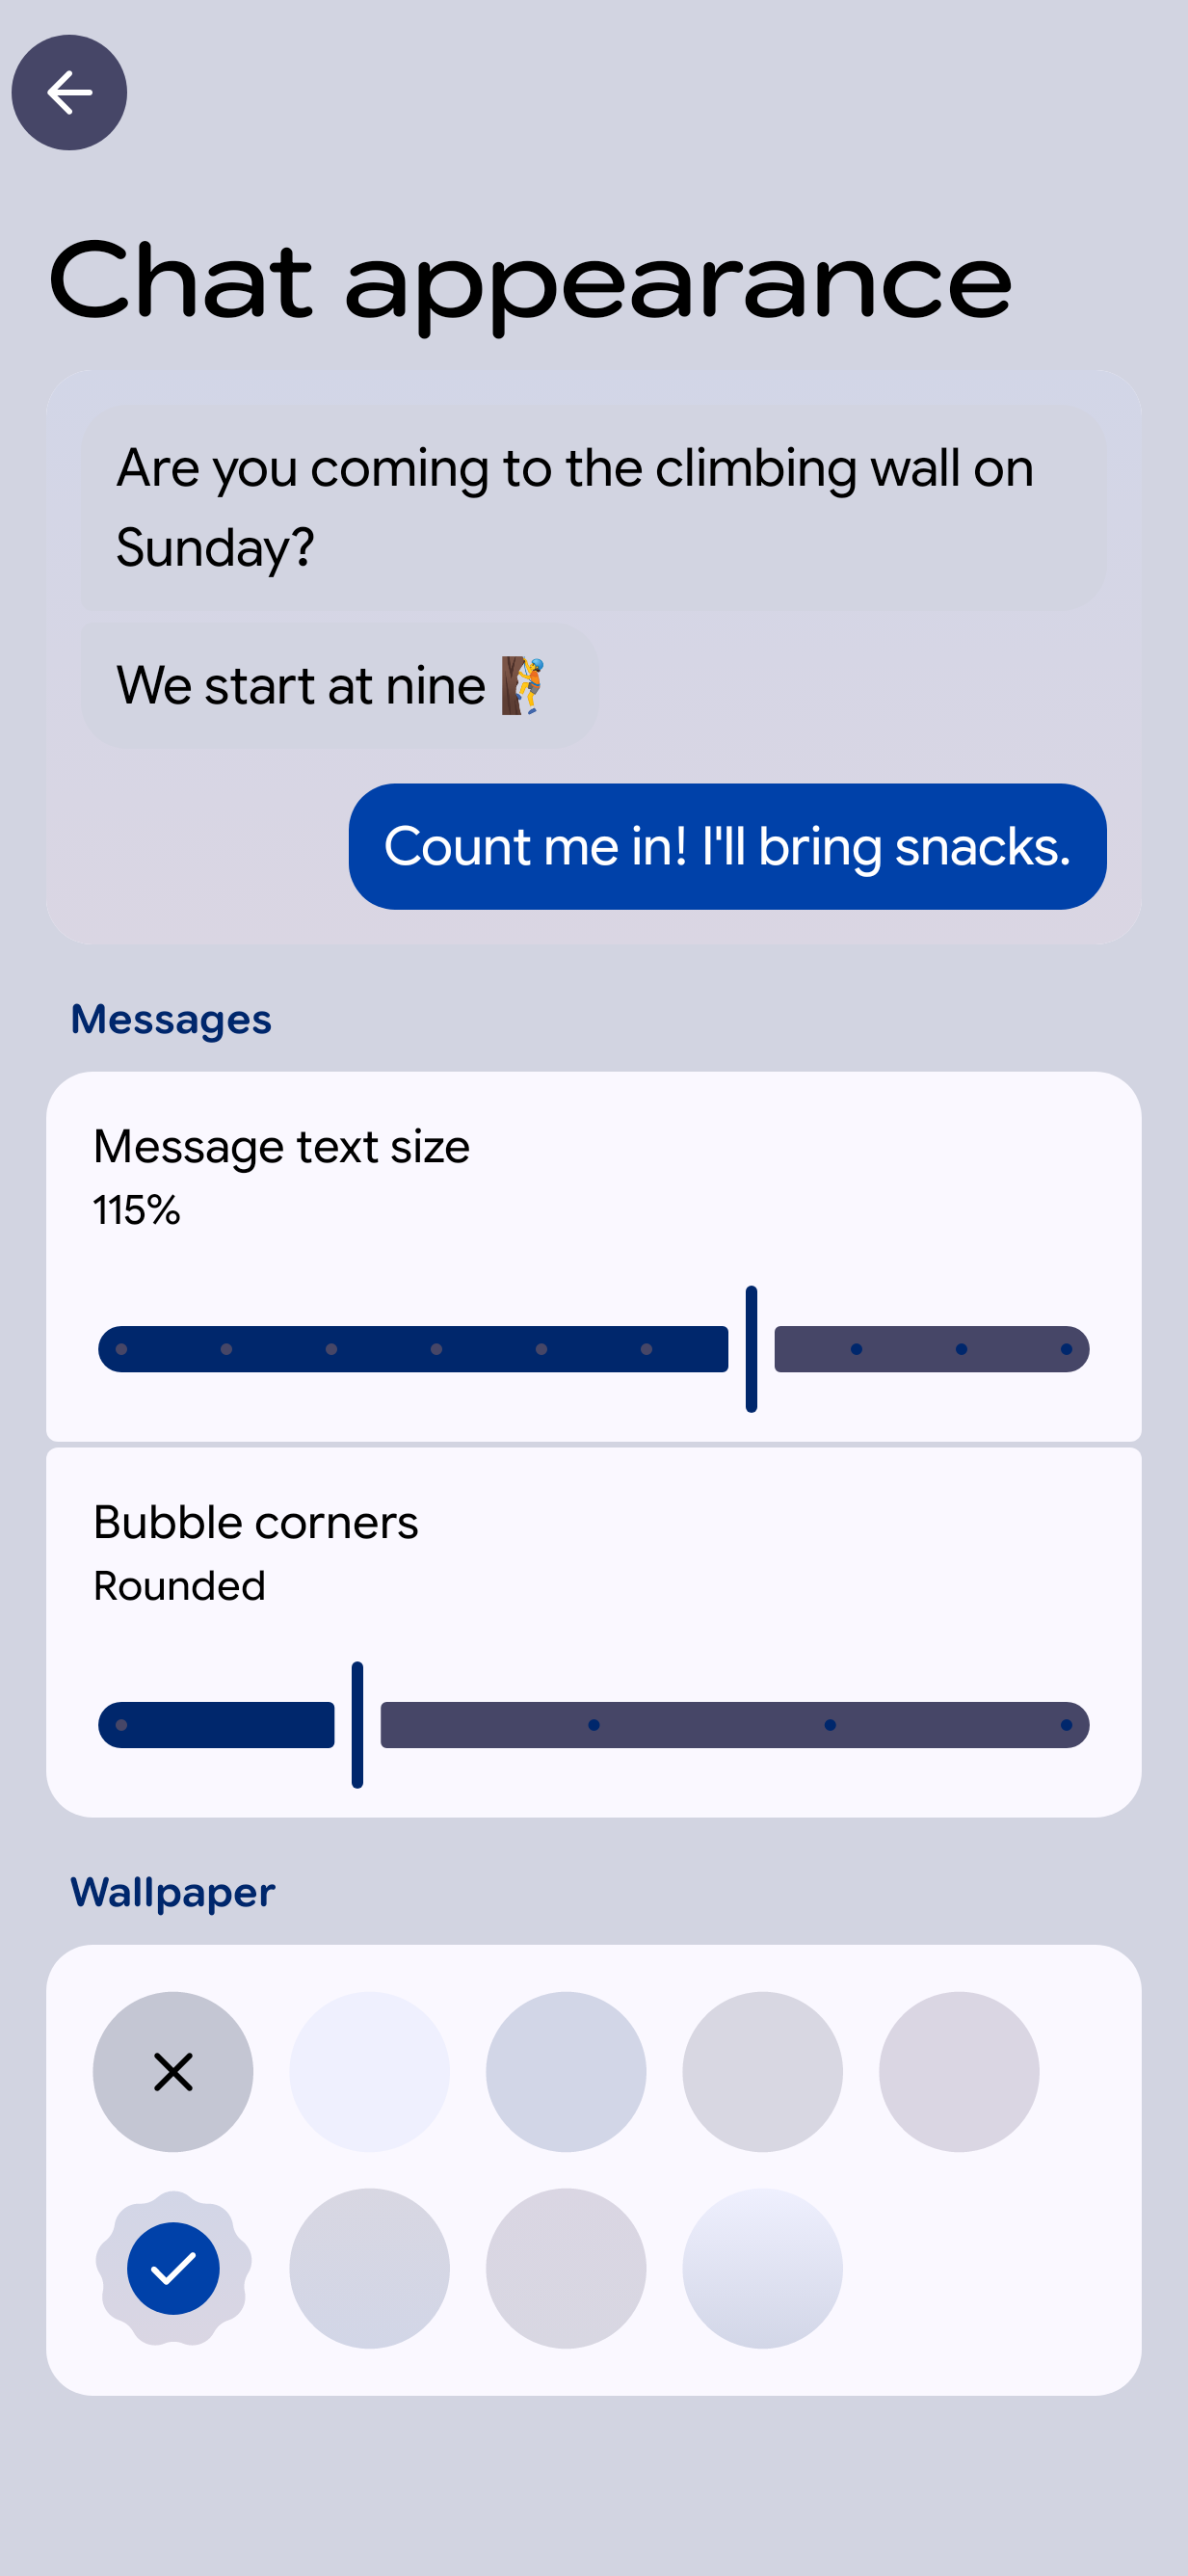 Chat appearance
Are you coming to the climbing wall on
Sunday?
We start at nine 🧗
Count me in! I'll bring snacks.
Messages
Message text size
115%
Bubble corners
Rounded
Wallpaper